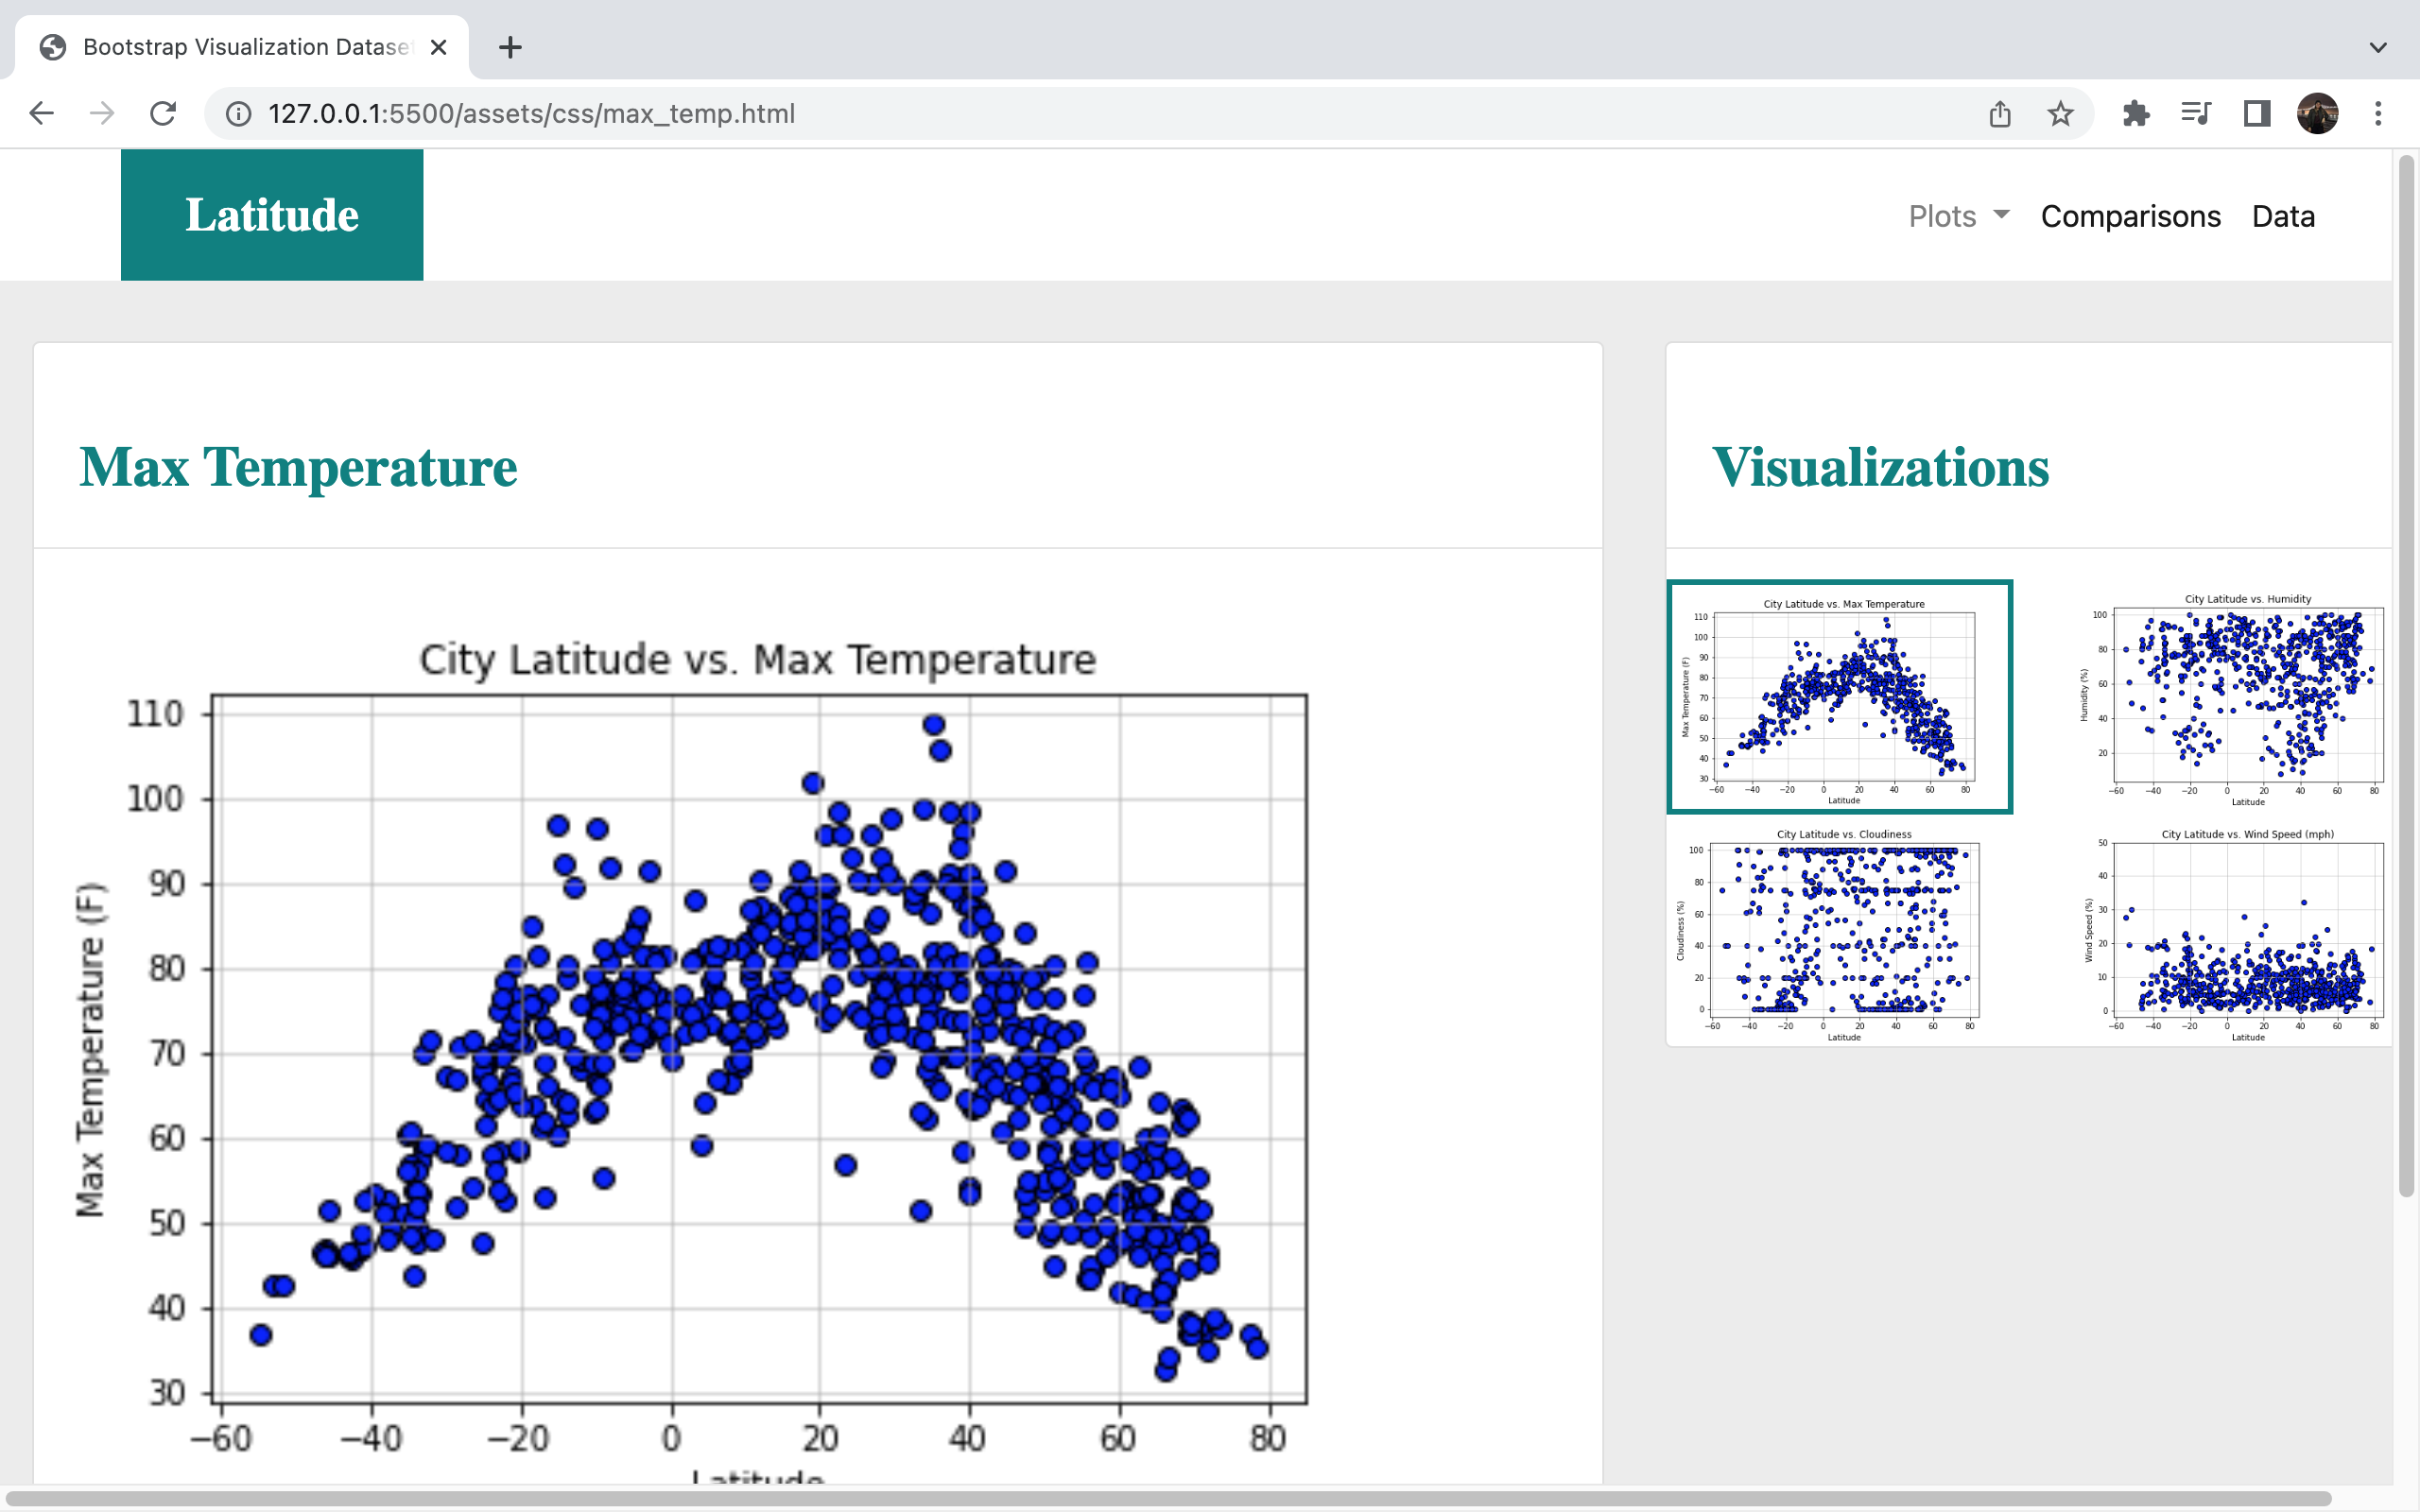 Bootstrap Visualization Datase
127.0.0.1:5500/assets/css/max_temp.html
Latitude
Plots
Comparisons
Data
Max Temperature
City Latitude vs. Max Temperature
110
100
90
80
70
60
50
40
30
Max Temperature (F)
−60 −40 −20 0 20 40 60 80
Latitude
Visualizations
City Latitude vs. Max Temperature
110
100
90
80
70
60
50
40
30
Max Temperature (F)
−60 −40 −20 0 20 40 60 80
Latitude
City Latitude vs. Humidity
100
80
60
40
20
Humidity (%)
−60 −40 −20 0 20 40 60 80
Latitude
City Latitude vs. Cloudiness
100
80
60
40
20
0
Cloudiness (%)
−60 −40 −20 0 20 40 60 80
Latitude
City Latitude vs. Wind Speed (mph)
50
40
30
20
10
0
Wind Speed (%)
−60 −40 −20 0 20 40 60 80
Latitude